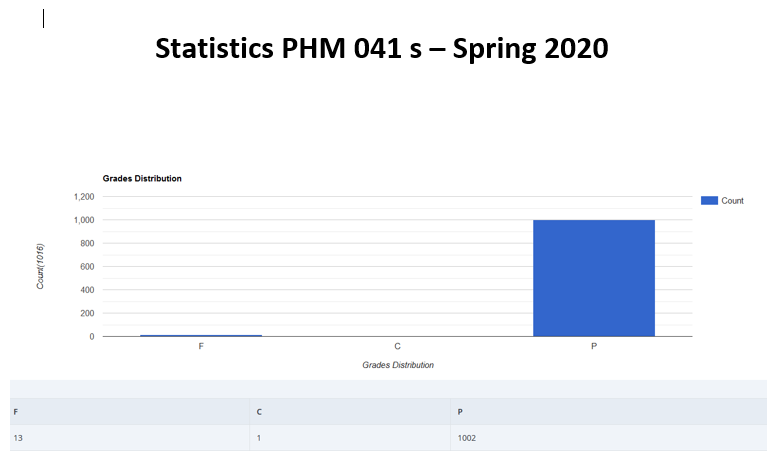 Statistics PHM 041 s – Spring 2020
Grades Distribution
1,200
1,000
800
600
400
200
0
Count(1016)
Count
F C P
Grades Distribution
F C P
13 1 1002